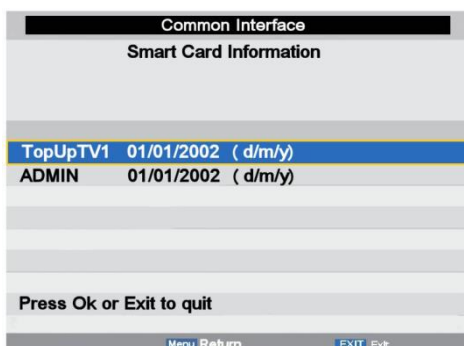 Common Interface
Smart Card Information
TopUpTV1 01/01/2002 ( d/m/y)
ADMIN 01/01/2002 ( d/m/y)
Press Ok or Exit to quit
Menu Return EXIT Exit